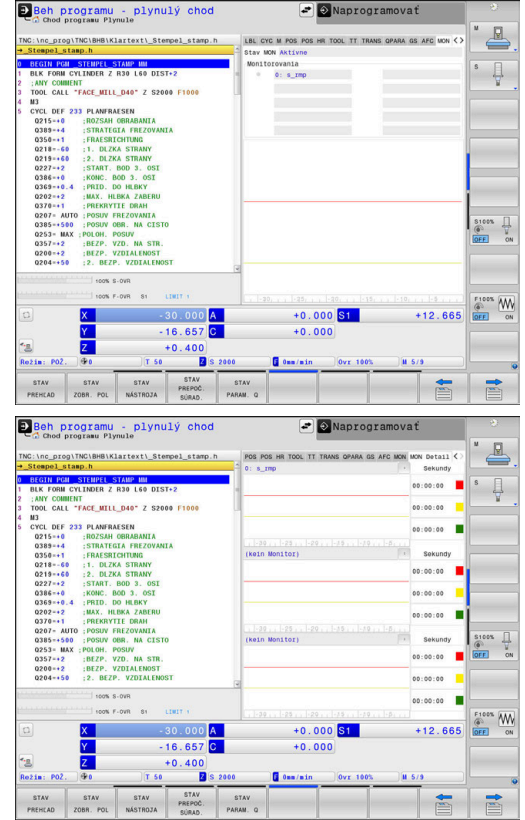 Beh programu - plynulý chod
Chod programu Plynule
Naprogramovať
TNC:\nc_prog\BHB\Klartext\_Stempel_stamp.h
→_Stempel_stamp.h
0 BEGIN PGM _STEMPEL_STAMP MM
1 BLK FORM CYLINDER Z R30 L60 DIST+2
2 ;ANY COMMENT
3 TOOL CALL "FACE_MILL_D40" Z S2000 F1000
4 M3
5 CYCL DEF 233 PLANFRAESEN
Q215=+0 ;ROZSAH OBRABANIA
Q389=+4 ;STRATEGIA FREZOVANIA
Q350=+1 ;FRAESRICHTUNG
Q218=-60 ;1. DLZKA STRANY
Q219=+60 ;2. DLZKA STRANY
Q227=+2 ;START. BOD 3. OSI
Q386=+0 ;KONC. BOD 3. OSI
Q369=+0.4 ;PRID. DO HLBKY
Q202=+2 ;MAX. HLBKA ZABERU
Q370=+1 ;PREKRYTIE DRAH
Q207= AUTO ;POSUV FREZOVANIA
Q385=+500 ;POSUV OBR. NA CISTO
Q253= MAX ;POLOH. POSUV
Q357=+2 ;BEZP. VZD. NA STR.
Q200=+2 ;BEZP. VZDIALENOST
Q204=+50 ;2. BEZP. VZDIALENOST
LBL CYC M POS POS HR TOOL TT TRANS QPARA GS AFC MON
Stav MON Aktívne
Monitorovania
0: s_rmp
100% S-OVR
100% F-OVR S1 LIMIT 1
X -30.000 A +0.000 S1 +12.665
Y -16.657 C +0.000
Z +0.400
Režim: POŽ. 0 T 50 Z S 2000 F 0mm/min Ovr 100% M 5/9
STAV PREHĽAD
STAV ZOBR. POL
STAV NÁSTROJA
STAV PREPOČ. SÚRAD.
STAV PARAM. Q
M
S
S100%
OFF ON
F100%
OFF ON
Beh programu - plynulý chod
Chod programu Plynule
Naprogramovať
TNC:\nc_prog\BHB\Klartext\_Stempel_stamp.h
→_Stempel_stamp.h
0 BEGIN PGM _STEMPEL_STAMP MM
1 BLK FORM CYLINDER Z R30 L60 DIST+2
2 ;ANY COMMENT
3 TOOL CALL "FACE_MILL_D40" Z S2000 F1000
4 M3
5 CYCL DEF 233 PLANFRAESEN
Q215=+0 ;ROZSAH OBRABANIA
Q389=+4 ;STRATEGIA FREZOVANIA
Q350=+1 ;FRAESRICHTUNG
Q218=-60 ;1. DLZKA STRANY
Q219=+60 ;2. DLZKA STRANY
Q227=+2 ;START. BOD 3. OSI
Q386=+0 ;KONC. BOD 3. OSI
Q369=+0.4 ;PRID. DO HLBKY
Q202=+2 ;MAX. HLBKA ZABERU
Q370=+1 ;PREKRYTIE DRAH
Q207= AUTO ;POSUV FREZOVANIA
Q385=+500 ;POSUV OBR. NA CISTO
Q253= MAX ;POLOH. POSUV
Q357=+2 ;BEZP. VZD. NA STR.
Q200=+2 ;BEZP. VZDIALENOST
Q204=+50 ;2. BEZP. VZDIALENOST
POS POS HR TOOL TT TRANS QPARA GS AFC MON MON Detail
0: s_rmp Sekundy
00:00:00
00:00:00
00:00:00
(kein Monitor) Sekundy
00:00:00
00:00:00
00:00:00
(kein Monitor) Sekundy
00:00:00
00:00:00
00:00:00
100% S-OVR
100% F-OVR S1 LIMIT 1
X -30.000 A +0.000 S1 +12.665
Y -16.657 C +0.000
Z +0.400
Režim: POŽ. 0 T 50 Z S 2000 F 0mm/min Ovr 100% M 5/9
STAV PREHĽAD
STAV ZOBR. POL
STAV NÁSTROJA
STAV PREPOČ. SÚRAD.
STAV PARAM. Q
M
S
S100%
OFF ON
F100%
OFF ON